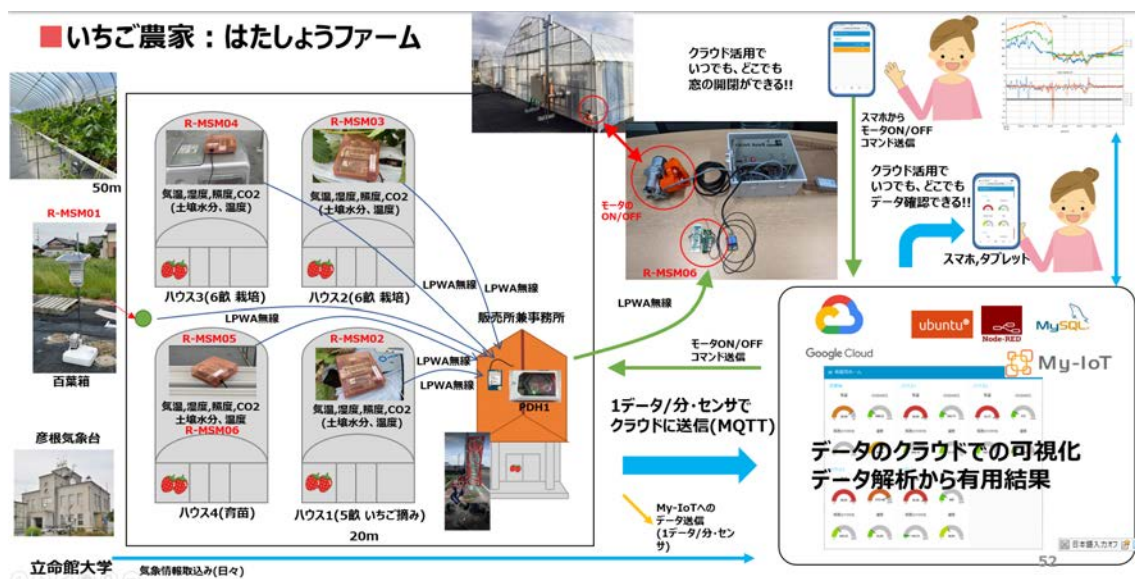 ■いちご農家：はたしょうファーム
クラウド活用で
いつでも、どこでも
窓の開閉ができる!!
スマホから
モータON/OFF
コマンド送信
クラウド活用で
いつでも、どこでも
データ確認できる!!
スマホ,タブレット
50m
R-MSM01
百葉箱
彦根気象台
R-MSM04
気温,湿度,照度,CO2
(土壌水分、温度)
ハウス3(6畝 栽培)
R-MSM03
気温,湿度,照度,CO2
(土壌水分、温度)
ハウス2(6畝 栽培)
LPWA無線
LPWA無線
LPWA無線
販売所兼事務所
R-MSM05
気温,湿度,照度,CO2
土壌水分、温度
R-MSM06
ハウス4(育苗)
R-MSM02
気温,湿度,照度,CO2
(土壌水分、温度)
ハウス1(5畝 いちご摘み)
LPWA無線
LPWA無線
PDH1
20m
モータの
ON/OFF
R-MSM06
LPWA無線
モータON/OFF
コマンド送信
1データ/分・センサで
クラウドに送信(MQTT)
My-IoTへの
データ送信
(1データ/分・セン
サ)
Google Cloud
ubuntu
Node-RED
MySQL
My-IoT
データのクラウドでの可視化
データ解析から有用結果
立命館大学
気象情報取込み(日々)
52
日本語入力オフ